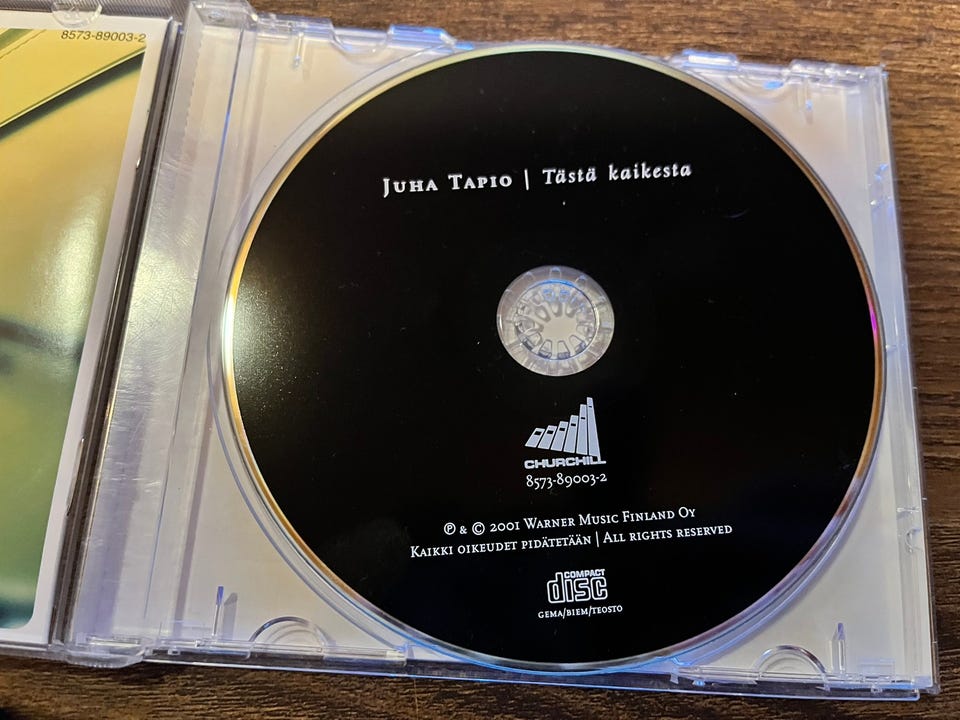 8573-89003-2
JUHA TAPIO | Tästä kaikesta
CHURCHILL
8573-89003-2
℗ & © 2001 WARNER MUSIC FINLAND OY
KAIKKI OIKEUDET PIDÄTETÄÄN | ALL RIGHTS RESERVED
COMPACT
disc
GEMA/BIEM/TEOSTO